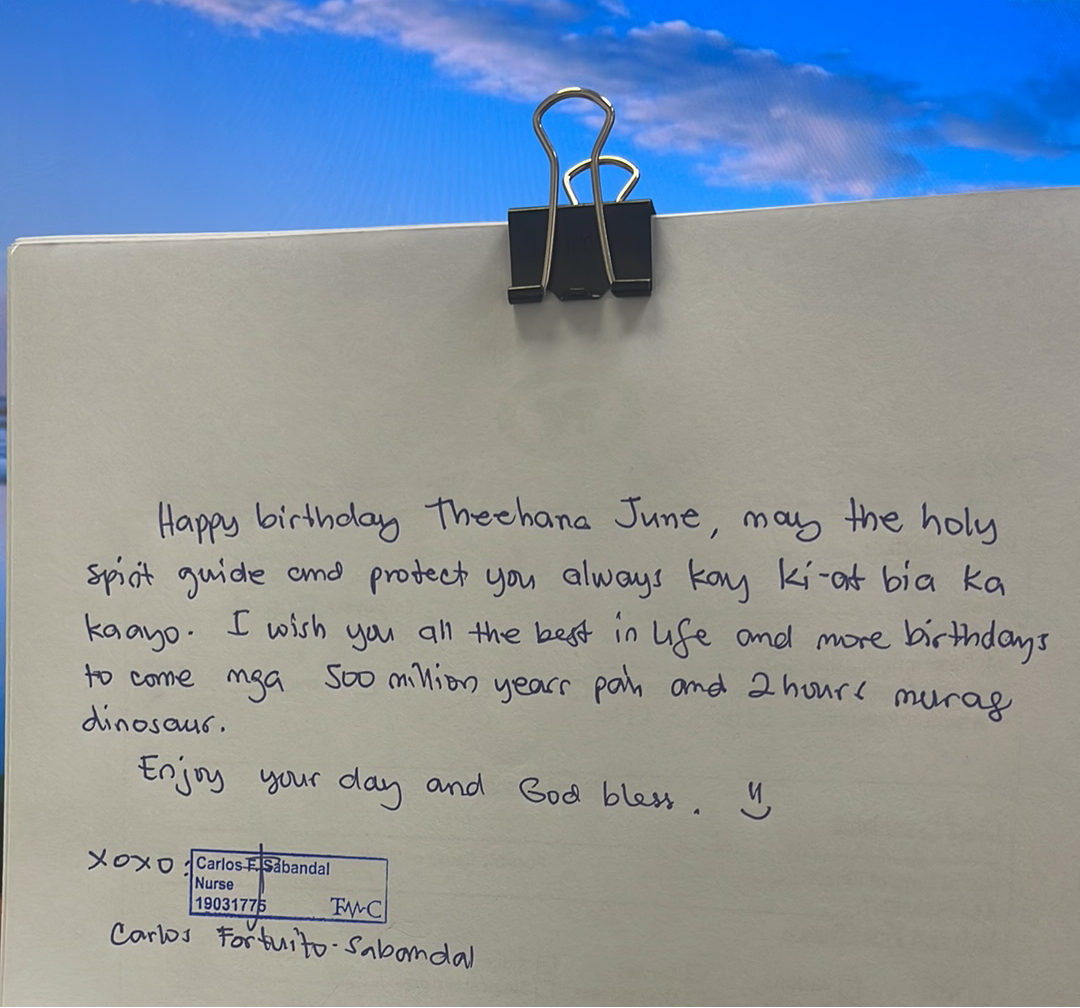 Happy birthday Theehana June, may the holy
spirit guide and protect you always kay ki-at bia ka
kaayo. I wish you all the best in life and more birthdays
to come mga 500 million years pah and 2 hours murag
dinosaur.
Enjoy your day and God bless.
XOXO:
Carlos F. Sabandal
Nurse
19031775
Carlos Fortuito-Sabandal